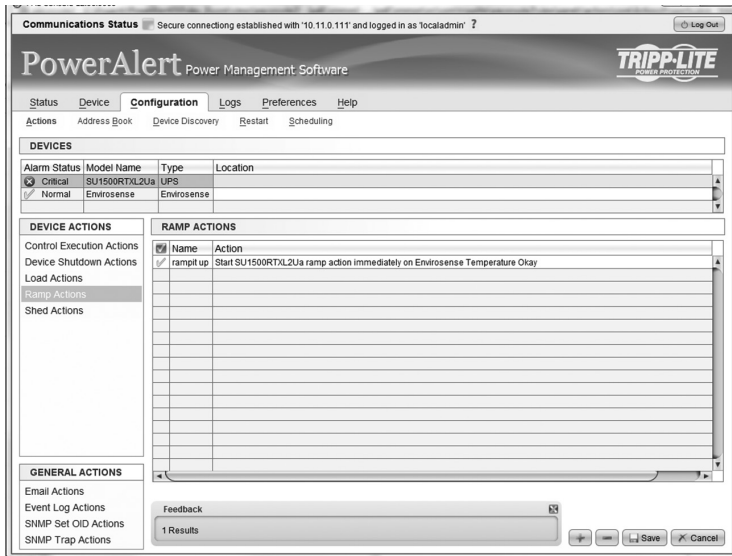 Communications Status Secure connectiong established with '10.11.0.111' and logged in as 'localadmin' ? Log Out
PowerAlert Power Management Software
TRIPP·LITE
POWER PROTECTION
Status Device Configuration Logs Preferences Help
Actions Address Book Device Discovery Restart Scheduling
DEVICES
Alarm Status Model Name Type Location
Critical SU1500RTXL2Ua UPS
Normal Envirosense Envirosense
DEVICE ACTIONS
Control Execution Actions
Device Shutdown Actions
Load Actions
Ramp Actions
Shed Actions
RAMP ACTIONS
Name Action
rampit up Start SU1500RTXL2Ua ramp action immediately on Envirosense Temperature Okay
GENERAL ACTIONS
Email Actions
Event Log Actions
SNMP Set OID Actions
SNMP Trap Actions
Feedback
1 Results
Save Cancel